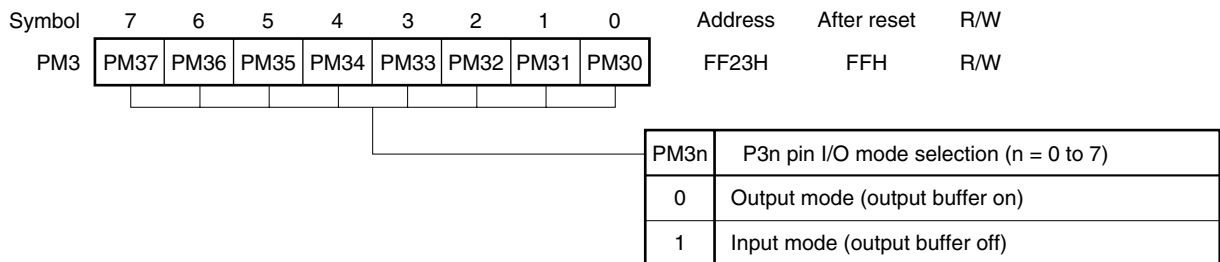 Symbol 7 6 5 4 3 2 1 0 Address After reset R/W
PM3 PM37 PM36 PM35 PM34 PM33 PM32 PM31 PM30 FF23H FFH R/W
PM3n P3n pin I/O mode selection (n = 0 to 7)
0 Output mode (output buffer on)
1 Input mode (output buffer off)